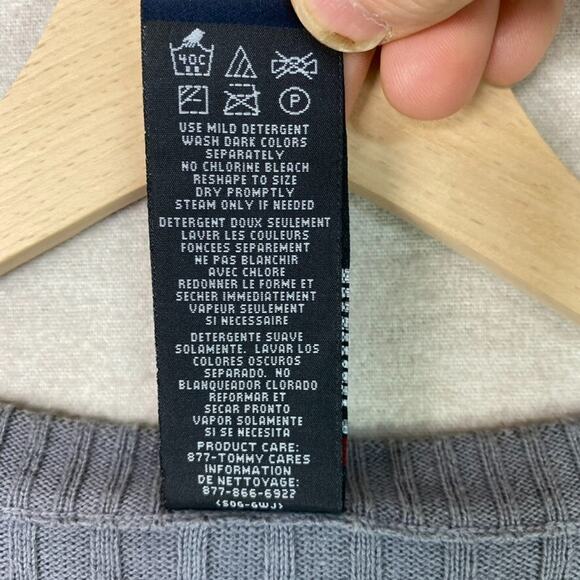 40C
P
USE MILD DETERGENT
WASH DARK COLORS
SEPARATELY
NO CHLORINE BLEACH
RESHAPE TO SIZE
DRY PROMPTLY
STEAM ONLY IF NEEDED
DETERGENT DOUX SEULEMENT
LAVER LES COULEURS
FONCEES SEPAREMENT
NE PAS BLANCHIR
AVEC CHLORE
REDONNER LE FORME ET
SECHER IMMEDIATEMENT
VAPEUR SEULEMENT
SI NECESSAIRE
DETERGENTE SUAVE
SOLAMENTE. LAVAR LOS
COLORES OSCUROS
SEPARADO. NO
BLANQUEADOR CLORADO
REFORMAR ET
SECAR PRONTO
VAPOR SOLAMENTE
SI SE NECESITA
PRODUCT CARE:
877-TOMMY CARES
INFORMATION
DE NETTOYAGE:
877-866-6922
(SOG-GWJ)